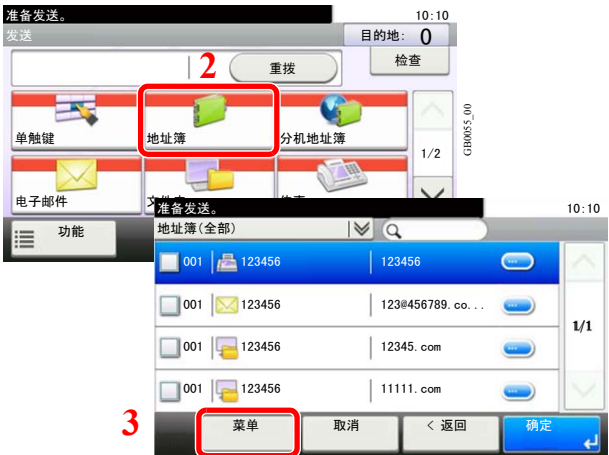 准备发送。 10:10
发送 目的地: 0
2 重拨 检查
单触键 地址簿 分机地址簿
1/2
GB0055_00
电子邮件
功能
准备发送。 10:10
地址簿(全部)
001 123456 123456
001 123456 123@456789.co...
1/1
001 123456 12345.com
001 123456 11111.com
3 菜单 取消 < 返回 确定